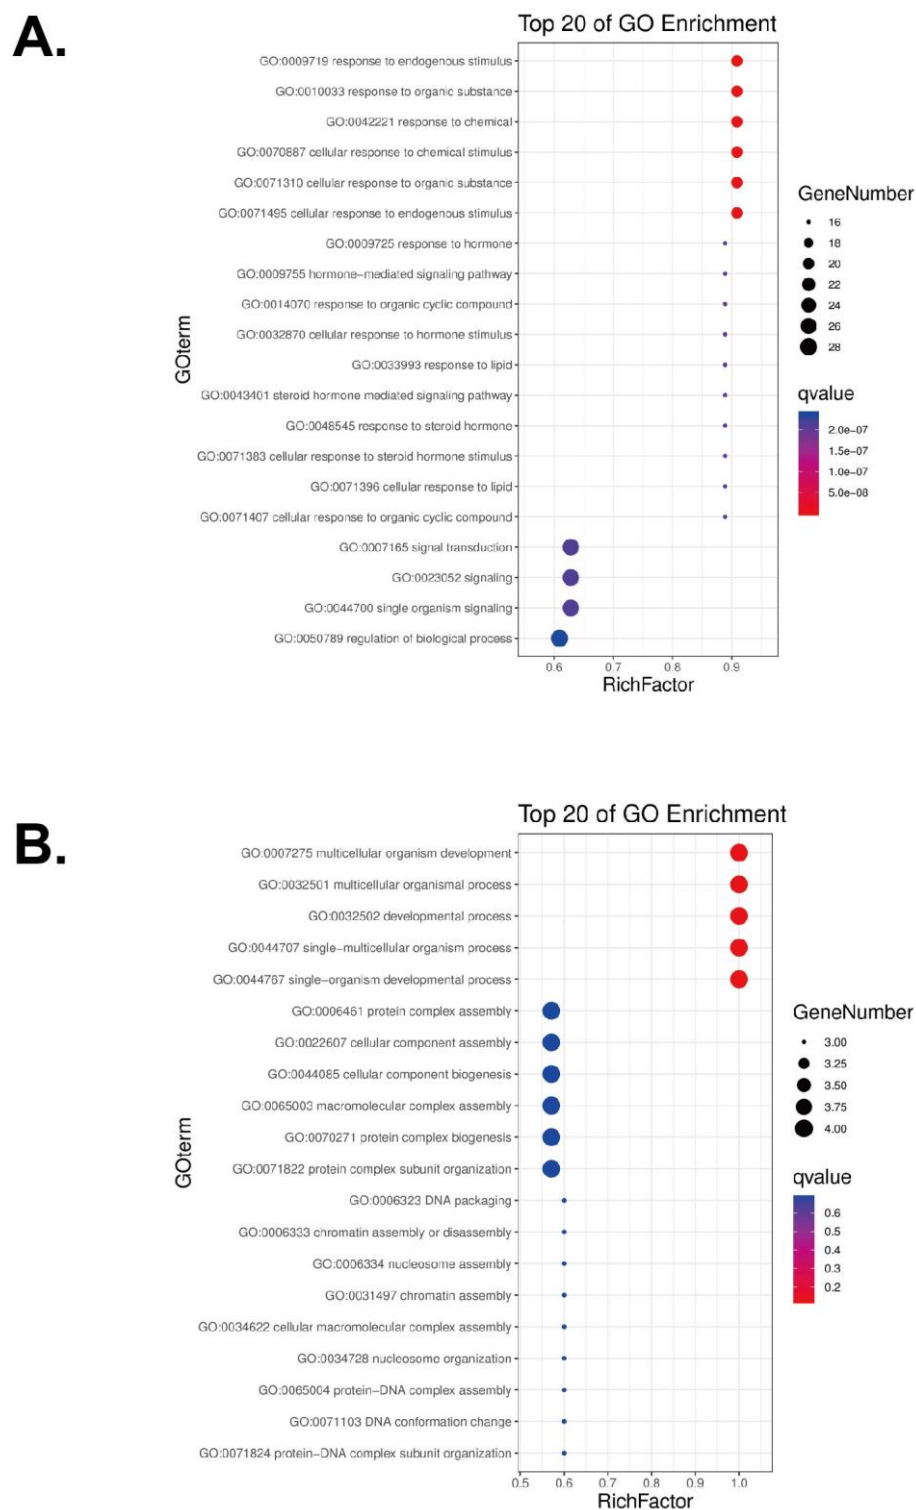 A.
Top 20 of GO Enrichment
GO:0009719 response to endogenous stimulus
GO:0010033 response to organic substance
GO:0042221 response to chemical
GO:0070887 cellular response to chemical stimulus
GO:0071310 cellular response to organic substance
GO:0071495 cellular response to endogenous stimulus
GO:0009725 response to hormone
GO:0009755 hormone−mediated signaling pathway
GO:0014070 response to organic cyclic compound
GO:0032870 cellular response to hormone stimulus
GO:0033993 response to lipid
GO:0043401 steroid hormone mediated signaling pathway
GO:0048545 response to steroid hormone
GO:0071383 cellular response to steroid hormone stimulus
GO:0071396 cellular response to lipid
GO:0071407 cellular response to organic cyclic compound
GO:0007165 signal transduction
GO:0023052 signaling
GO:0044700 single organism signaling
GO:0050789 regulation of biological process
GOterm
0.6 0.7 0.8 0.9
RichFactor
GeneNumber
16
18
20
22
24
26
28
qvalue
2.0e−07
1.5e−07
1.0e−07
5.0e−08
B.
Top 20 of GO Enrichment
GO:0007275 multicellular organism development
GO:0032501 multicellular organismal process
GO:0032502 developmental process
GO:0044707 single−multicellular organism process
GO:0044767 single−organism developmental process
GO:0006461 protein complex assembly
GO:0022607 cellular component assembly
GO:0044085 cellular component biogenesis
GO:0065003 macromolecular complex assembly
GO:0070271 protein complex biogenesis
GO:0071822 protein complex subunit organization
GO:0006323 DNA packaging
GO:0006333 chromatin assembly or disassembly
GO:0006334 nucleosome assembly
GO:0031497 chromatin assembly
GO:0034622 cellular macromolecular complex assembly
GO:0034728 nucleosome organization
GO:0065004 protein−DNA complex assembly
GO:0071103 DNA conformation change
GO:0071824 protein−DNA complex subunit organization
GOterm
0.5 0.6 0.7 0.8 0.9 1.0
RichFactor
GeneNumber
3.00
3.25
3.50
3.75
4.00
qvalue
0.6
0.5
0.4
0.3
0.2